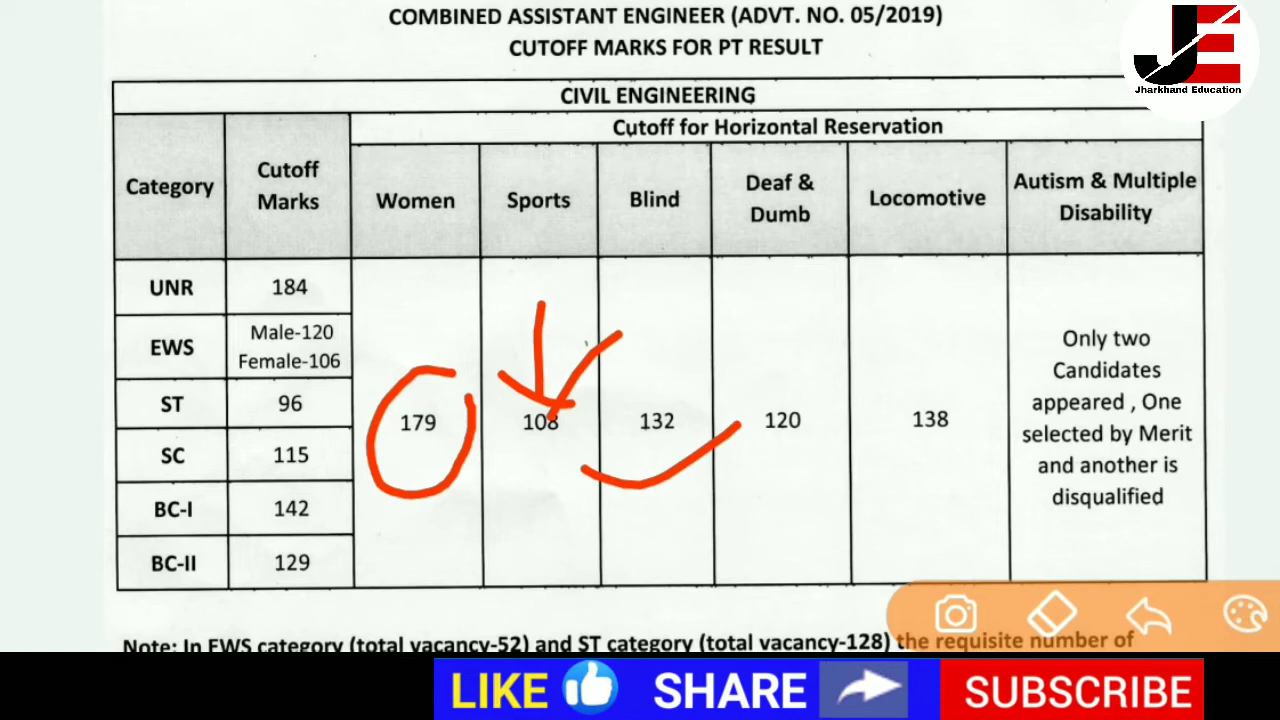 COMBINED ASSISTANT ENGINEER (ADVT. NO. 05/2019)
CUTOFF MARKS FOR PT RESULT
JE
Jharkhand Education
CIVIL ENGINEERING
Category
Cutoff
Marks
Cutoff for Horizontal Reservation
Women
Sports
Blind
Deaf &
Dumb
Locomotive
Autism & Multiple
Disability
UNR
184
EWS
Male-120
Female-106
ST
96
SC
115
BC-I
142
BC-II
129
179
108
132
120
138
Only two
Candidates
appeared , One
selected by Merit
and another is
disqualified
Note: In EWS category (total vacancy-52) and ST category (total vacancy-128) the requisite number of
LIKE SHARE SUBSCRIBE